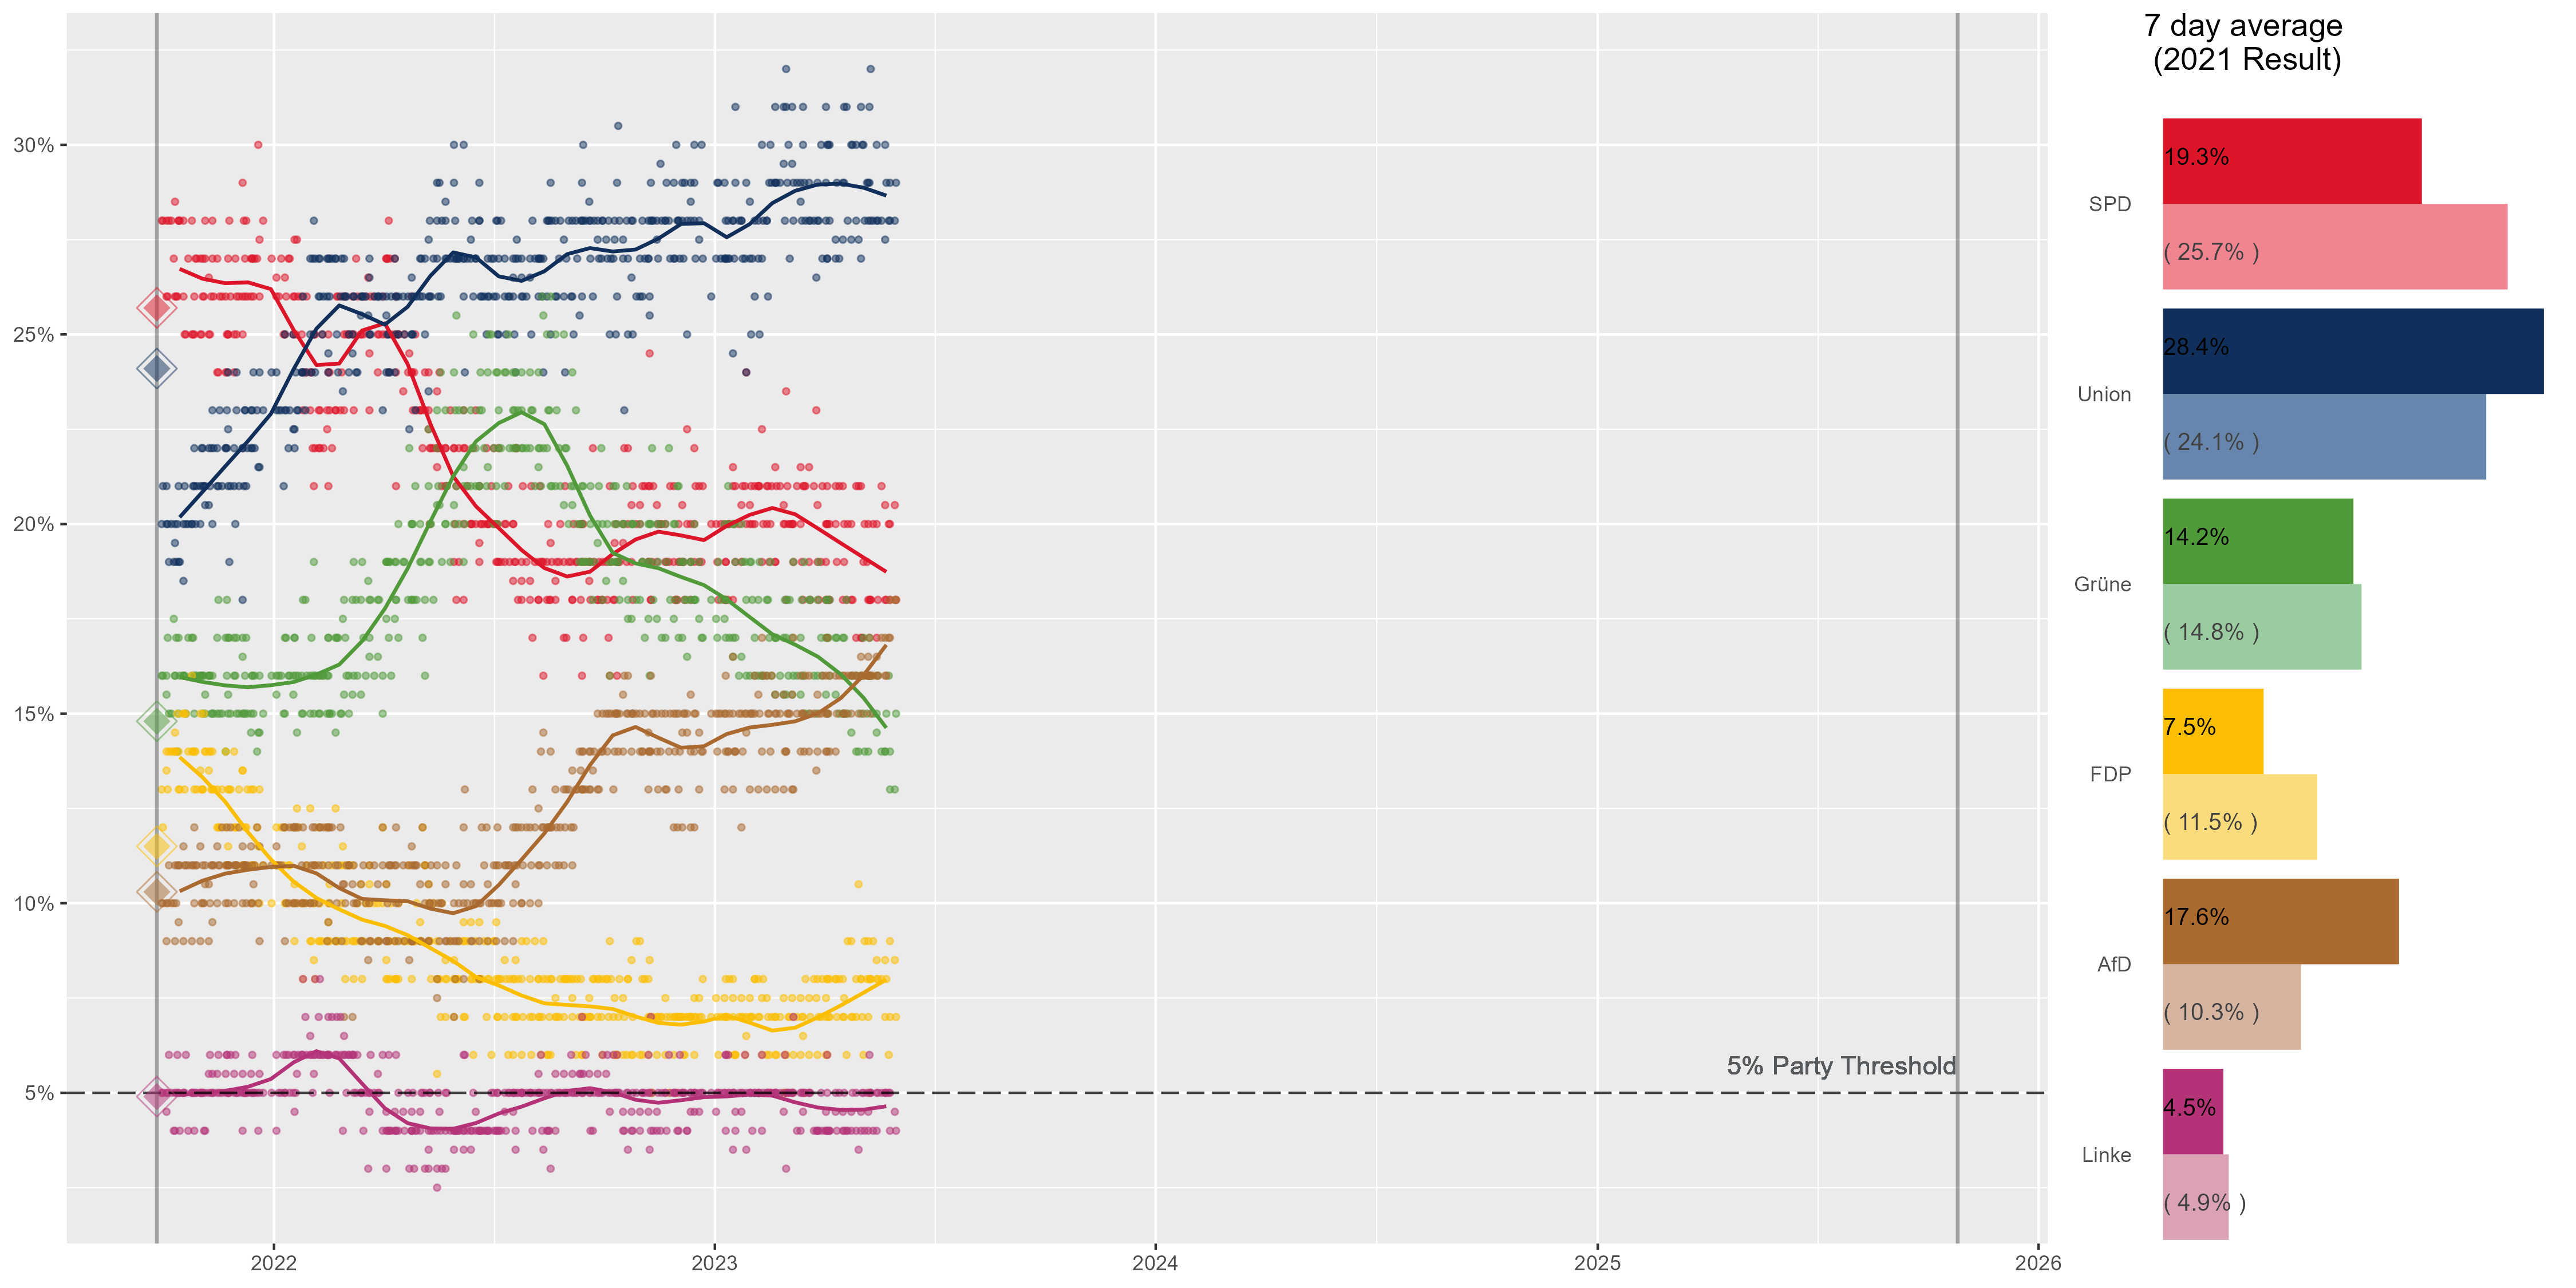 7 day average
(2021 Result)
30%
25%
20%
15%
10%
5%
5% Party Threshold
2022
2023
2024
2025
2026
SPD
19.3%
( 25.7% )
Union
28.4%
( 24.1% )
Grüne
14.2%
( 14.8% )
FDP
7.5%
( 11.5% )
AfD
17.6%
( 10.3% )
Linke
4.5%
( 4.9% )